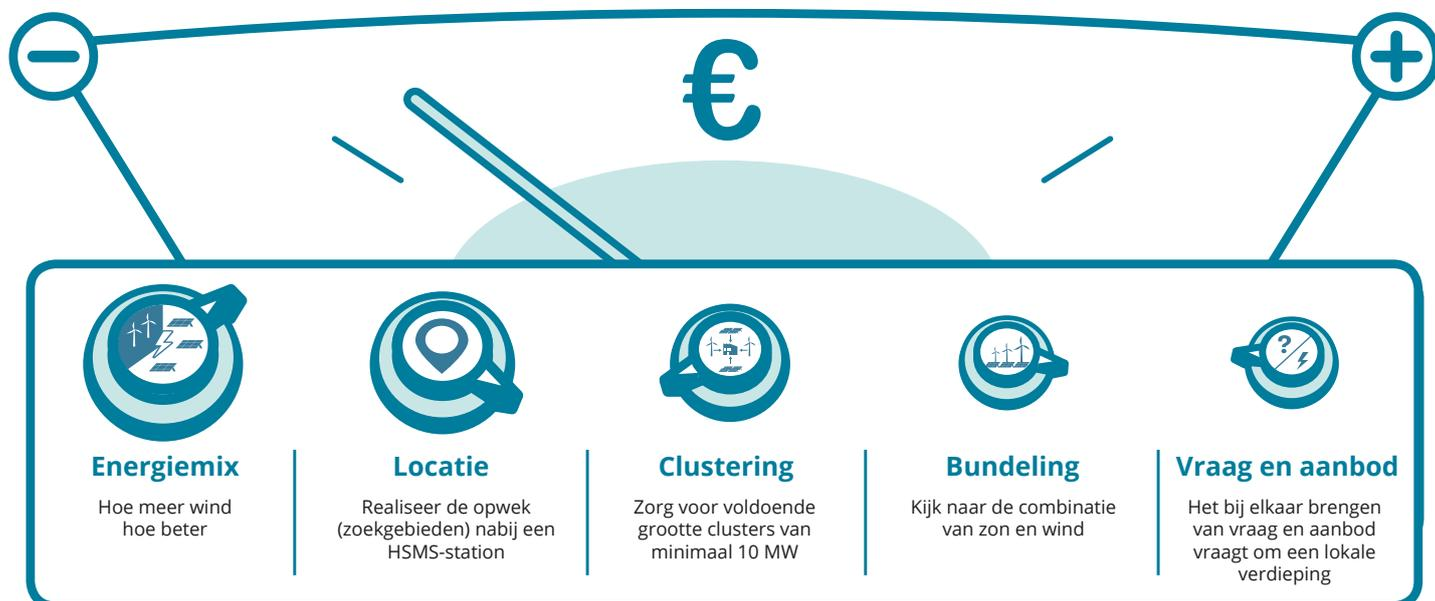 €
Energiemix
Hoe meer wind
hoe beter
Locatie
Realiseer de opwek
(zoekgebieden) nabij een
HSMS-station
Clustering
Zorg voor voldoende
grootte clusters van
minimaal 10 MW
Bundeling
Kijk naar de combinatie
van zon en wind
?
Vraag en aanbod
Het bij elkaar brengen
van vraag en aanbod
vraagt om een lokale
verdieping